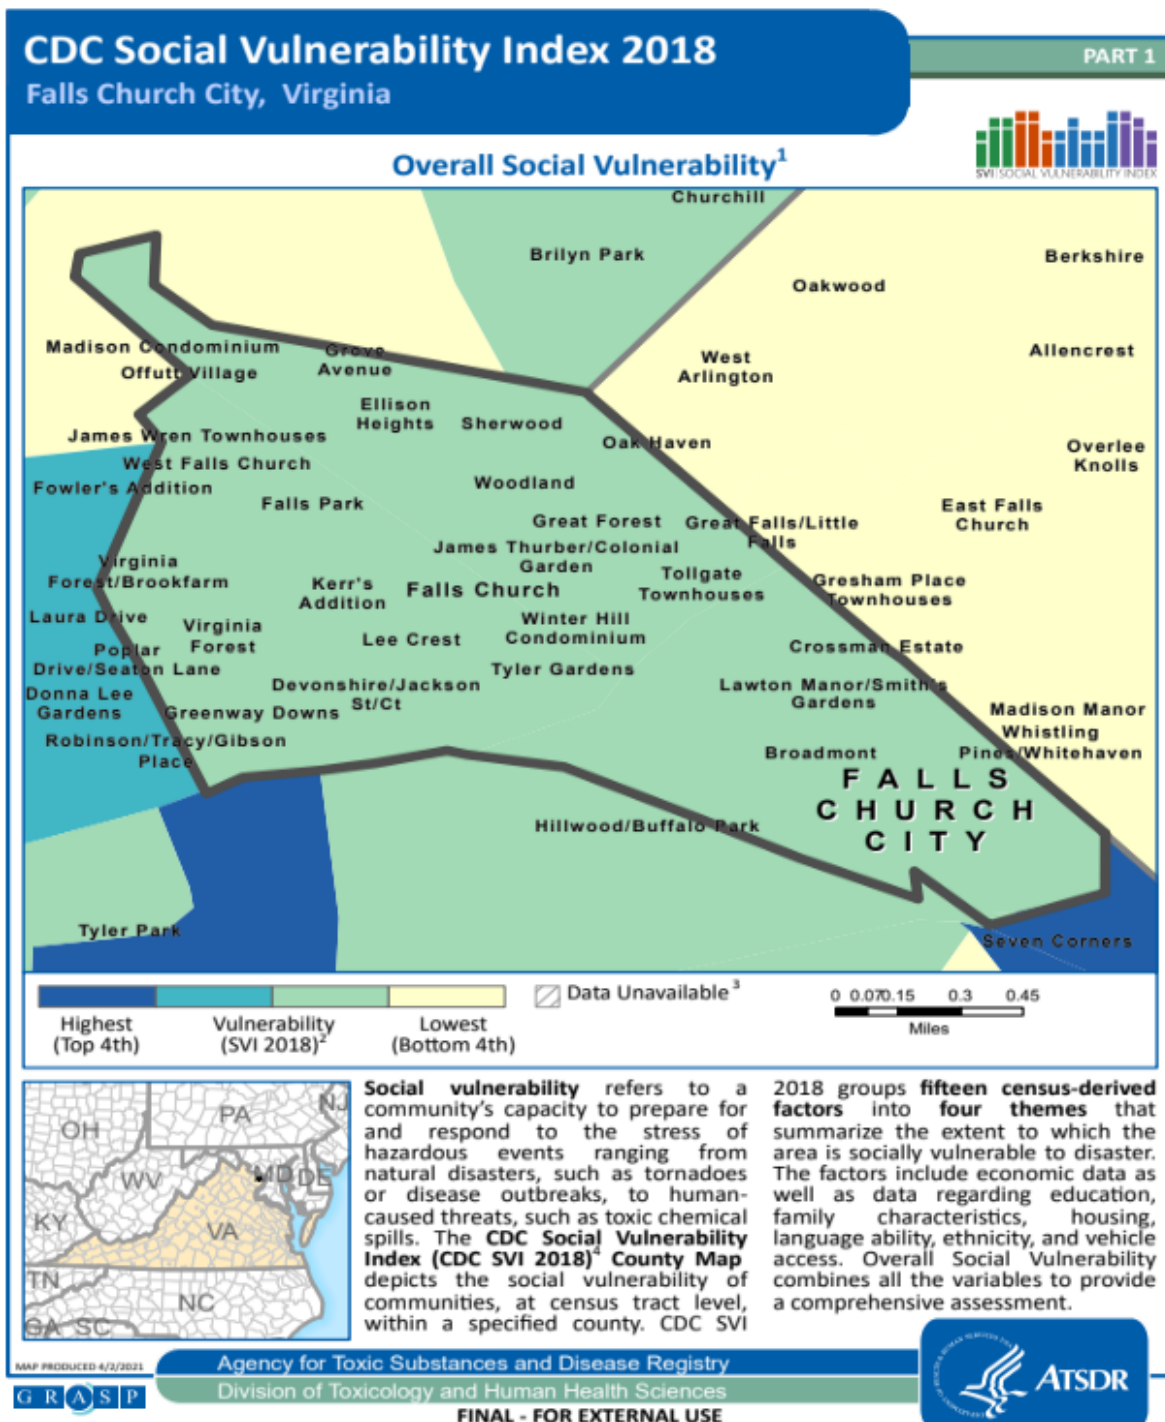 CDC Social Vulnerability Index 2018
PART 1
Falls Church City, Virginia
SVI SOCIAL VULNERABILITY INDEX
Overall Social Vulnerability1
Churchill
Brilyn Park
Berkshire
Oakwood
Madison Condominium
Offutt Village
Grove
Avenue
West
Arlington
Allencrest
Ellison
Heights
Sherwood
James Wren Townhouses
Oak Haven
Overlee
Knolls
West Falls Church
Fowler's Addition
Falls Park
Woodland
East Falls
Church
Great Forest
Great Falls/Little
Falls
James Thurber/Colonial
Garden
Virginia
Forest/Brookfarm
Kerr's
Addition
Falls Church
Tollgate
Townhouses
Gresham Place
Townhouses
Laura Drive
Virginia
Forest
Lee Crest
Winter Hill
Condominium
Crossman Estate
Poplar
Drive/Seaton Lane
Tyler Gardens
Donna Lee
Gardens
Devonshire/Jackson
St/Ct
Greenway Downs
Lawton Manor/Smith's
Gardens
Madison Manor
Whistling
Pines/Whitehaven
Robinson/Tracy/Gibson
Place
Broadmont
FALLS
CHURCH
CITY
Hillwood/Buffalo Park
Tyler Park
Seven Corners
Highest
(Top 4th)
Vulnerability
(SVI 2018)2
Lowest
(Bottom 4th)
Data Unavailable3
0 0.070.15 0.3 0.45
Miles
OH
PA
NJ
WV
MD
DE
KY
VA
TN
NC
GA
SC
Social vulnerability refers to a
community's capacity to prepare for
and respond to the stress of
hazardous events ranging from
natural disasters, such as tornadoes
or disease outbreaks, to human-
caused threats, such as toxic chemical
spills. The CDC Social Vulnerability
Index (CDC SVI 2018)4 County Map
depicts the social vulnerability of
communities, at census tract level,
within a specified county. CDC SVI
2018 groups fifteen census-derived
factors into four themes that
summarize the extent to which the
area is socially vulnerable to disaster.
The factors include economic data as
well as data regarding education,
family characteristics, housing,
language ability, ethnicity, and vehicle
access. Overall Social Vulnerability
combines all the variables to provide
a comprehensive assessment.
MAP PRODUCED 4/2/2021
GRASP
Agency for Toxic Substances and Disease Registry
Division of Toxicology and Human Health Sciences
FINAL - FOR EXTERNAL USE
ATSDR